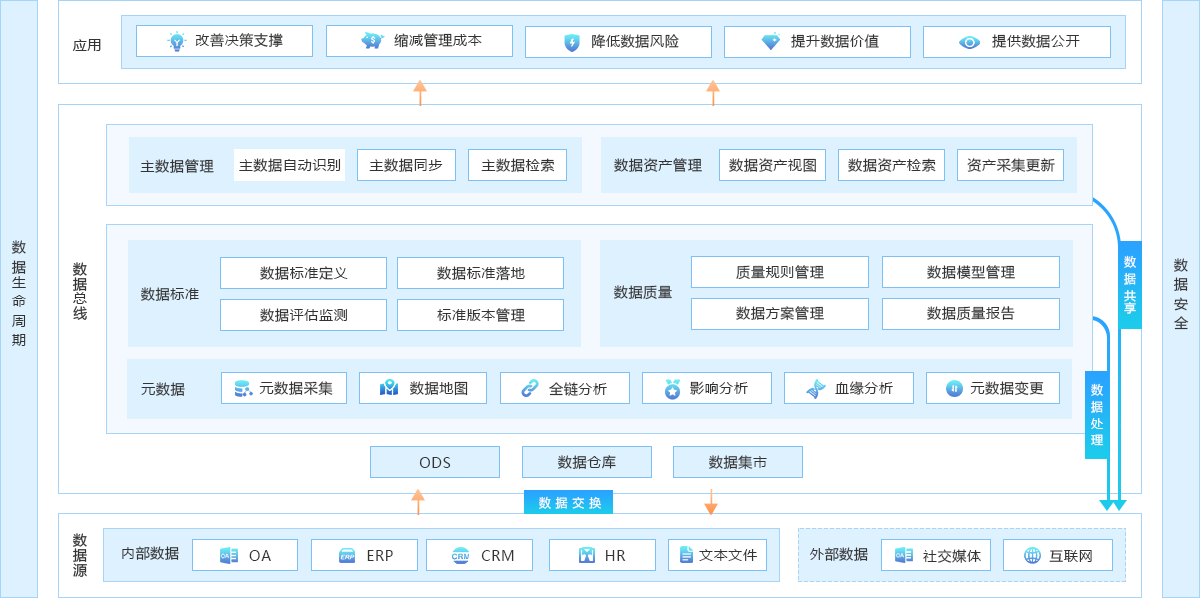 数据生命周期
应用
改善决策支撑
缩减管理成本
降低数据风险
提升数据价值
提供数据公开
数据总线
主数据管理
主数据自动识别
主数据同步
主数据检索
数据资产管理
数据资产视图
数据资产检索
资产采集更新
数据标准
数据标准定义
数据标准落地
数据评估监测
标准版本管理
数据质量
质量规则管理
数据模型管理
数据方案管理
数据质量报告
元数据
元数据采集
数据地图
全链分析
影响分析
血缘分析
元数据变更
ODS
数据仓库
数据集市
数据共享
数据处理
数据交换
数据源
内部数据
OA
OA
ERP
ERP
CRM
CRM
HR
文本文件
外部数据
OA
社交媒体
互联网
数据安全